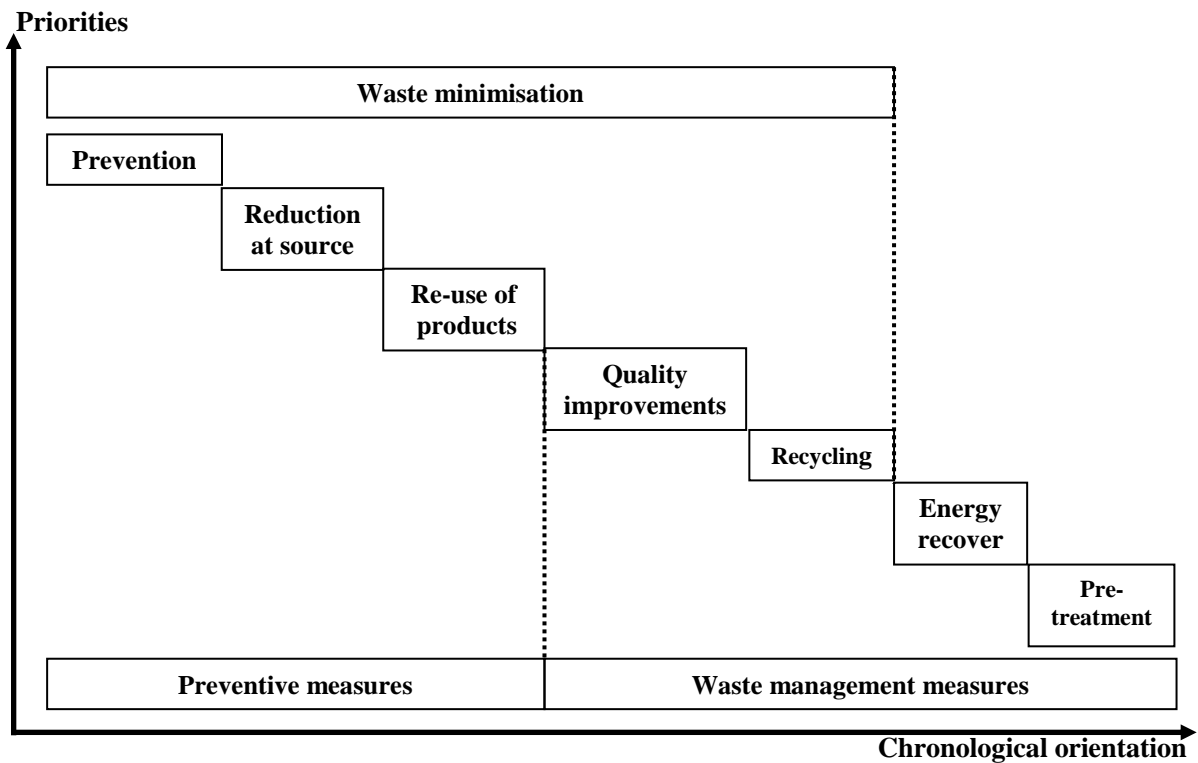 Priorities
Waste minimisation
Prevention
Reduction
at source
Re-use of
products
Quality
improvements
Recycling
Energy
recover
Pre-
treatment
Preventive measures
Waste management measures
Chronological orientation